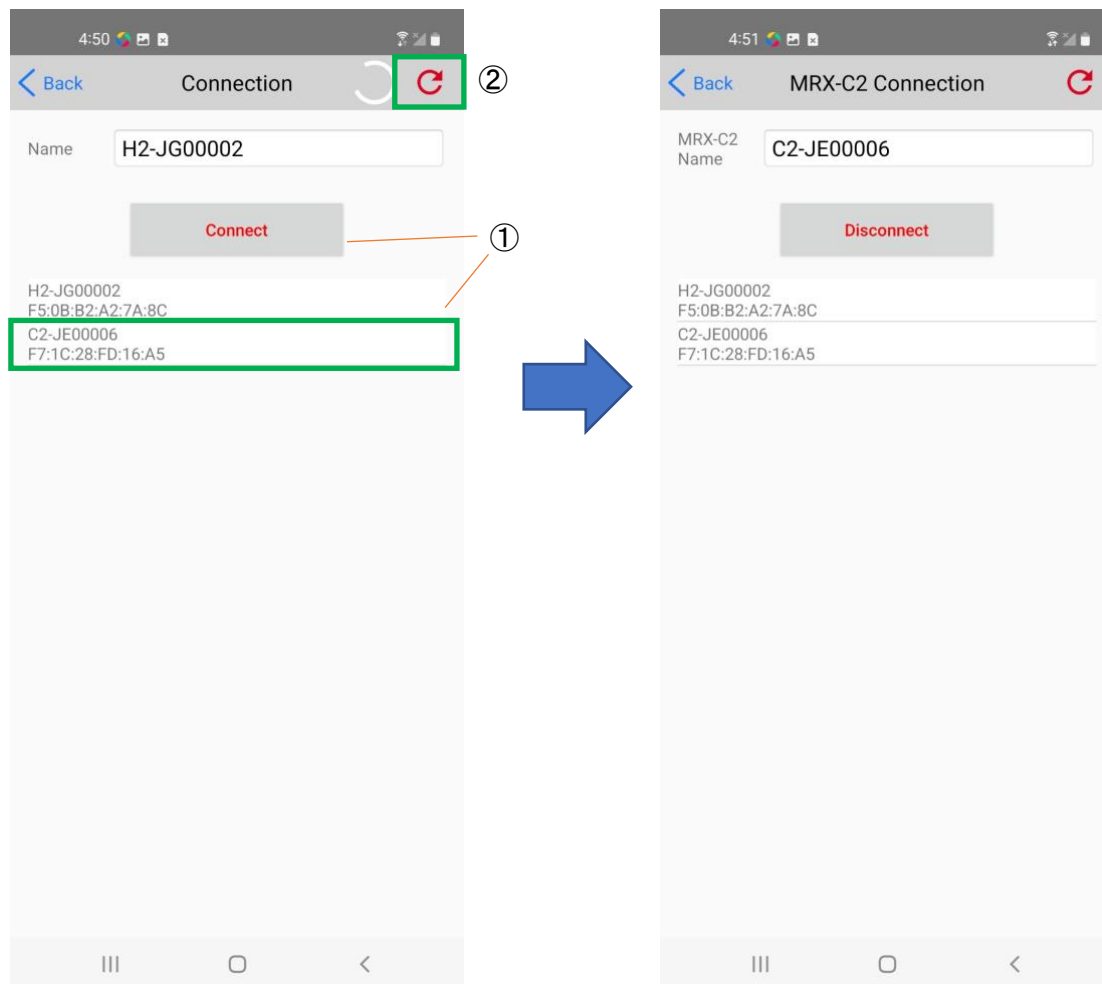 4:50
Back
Connection
②
Name
H2-JG00002
Connect
①
H2-JG00002
F5:0B:B2:A2:7A:8C
C2-JE00006
F7:1C:28:FD:16:A5
4:51
Back
MRX-C2 Connection
MRX-C2
Name
C2-JE00006
Disconnect
H2-JG00002
F5:0B:B2:A2:7A:8C
C2-JE00006
F7:1C:28:FD:16:A5